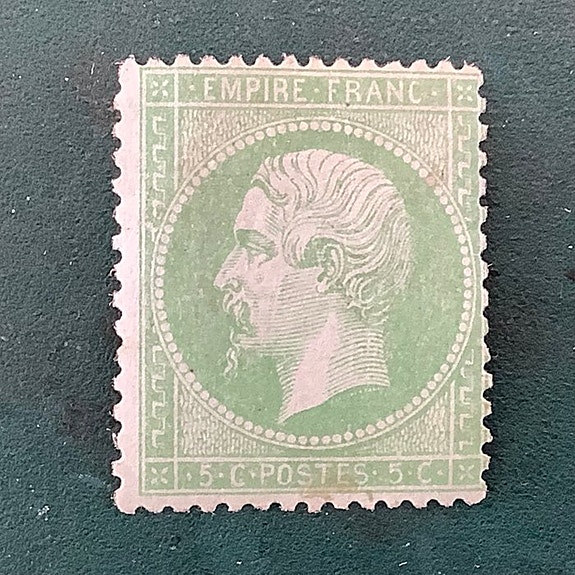 · EMPIRE · FRANC ·
· 5 · C · POSTES · 5 · C ·